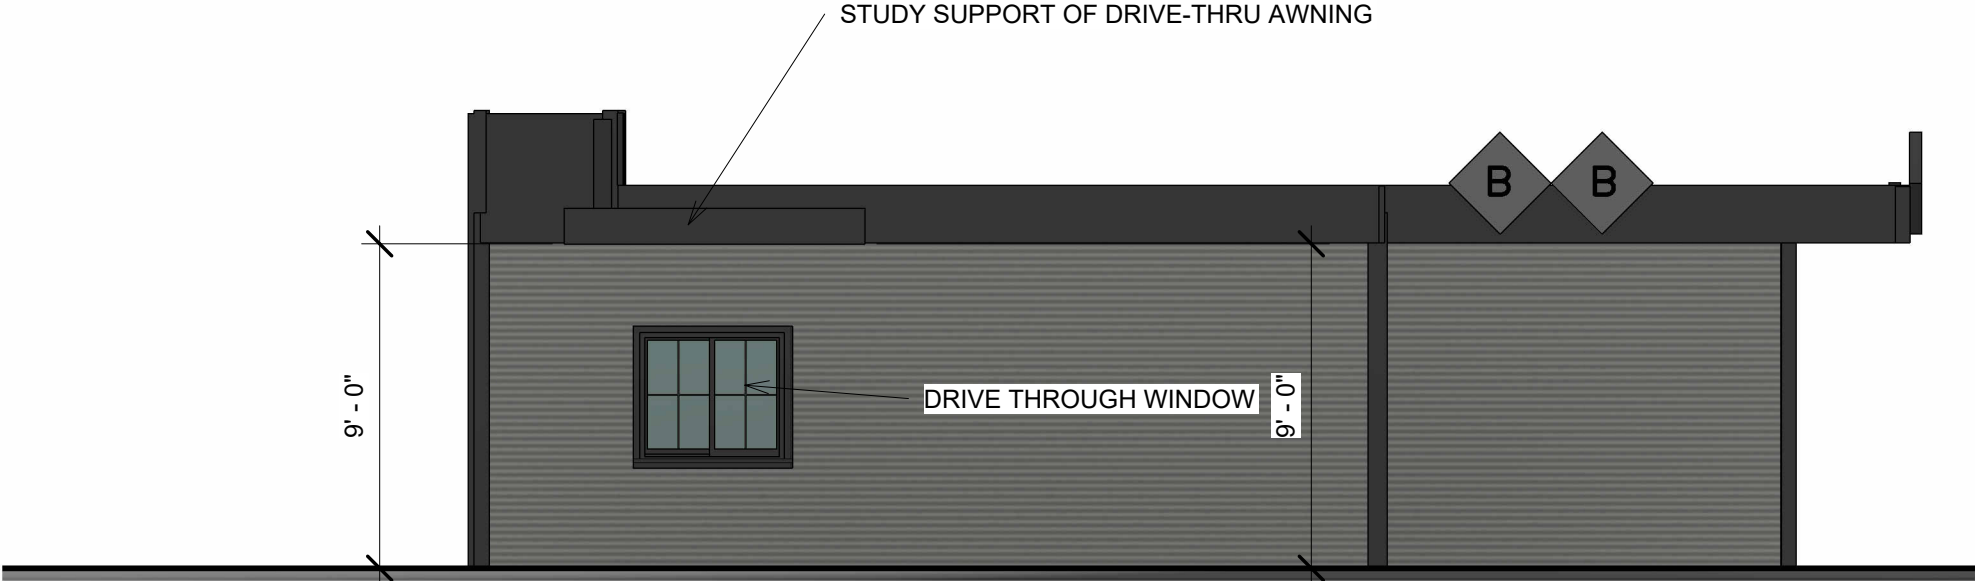 STUDY SUPPORT OF DRIVE-THRU AWNING
B B
9' - 0"
DRIVE THROUGH WINDOW
9' - 0"